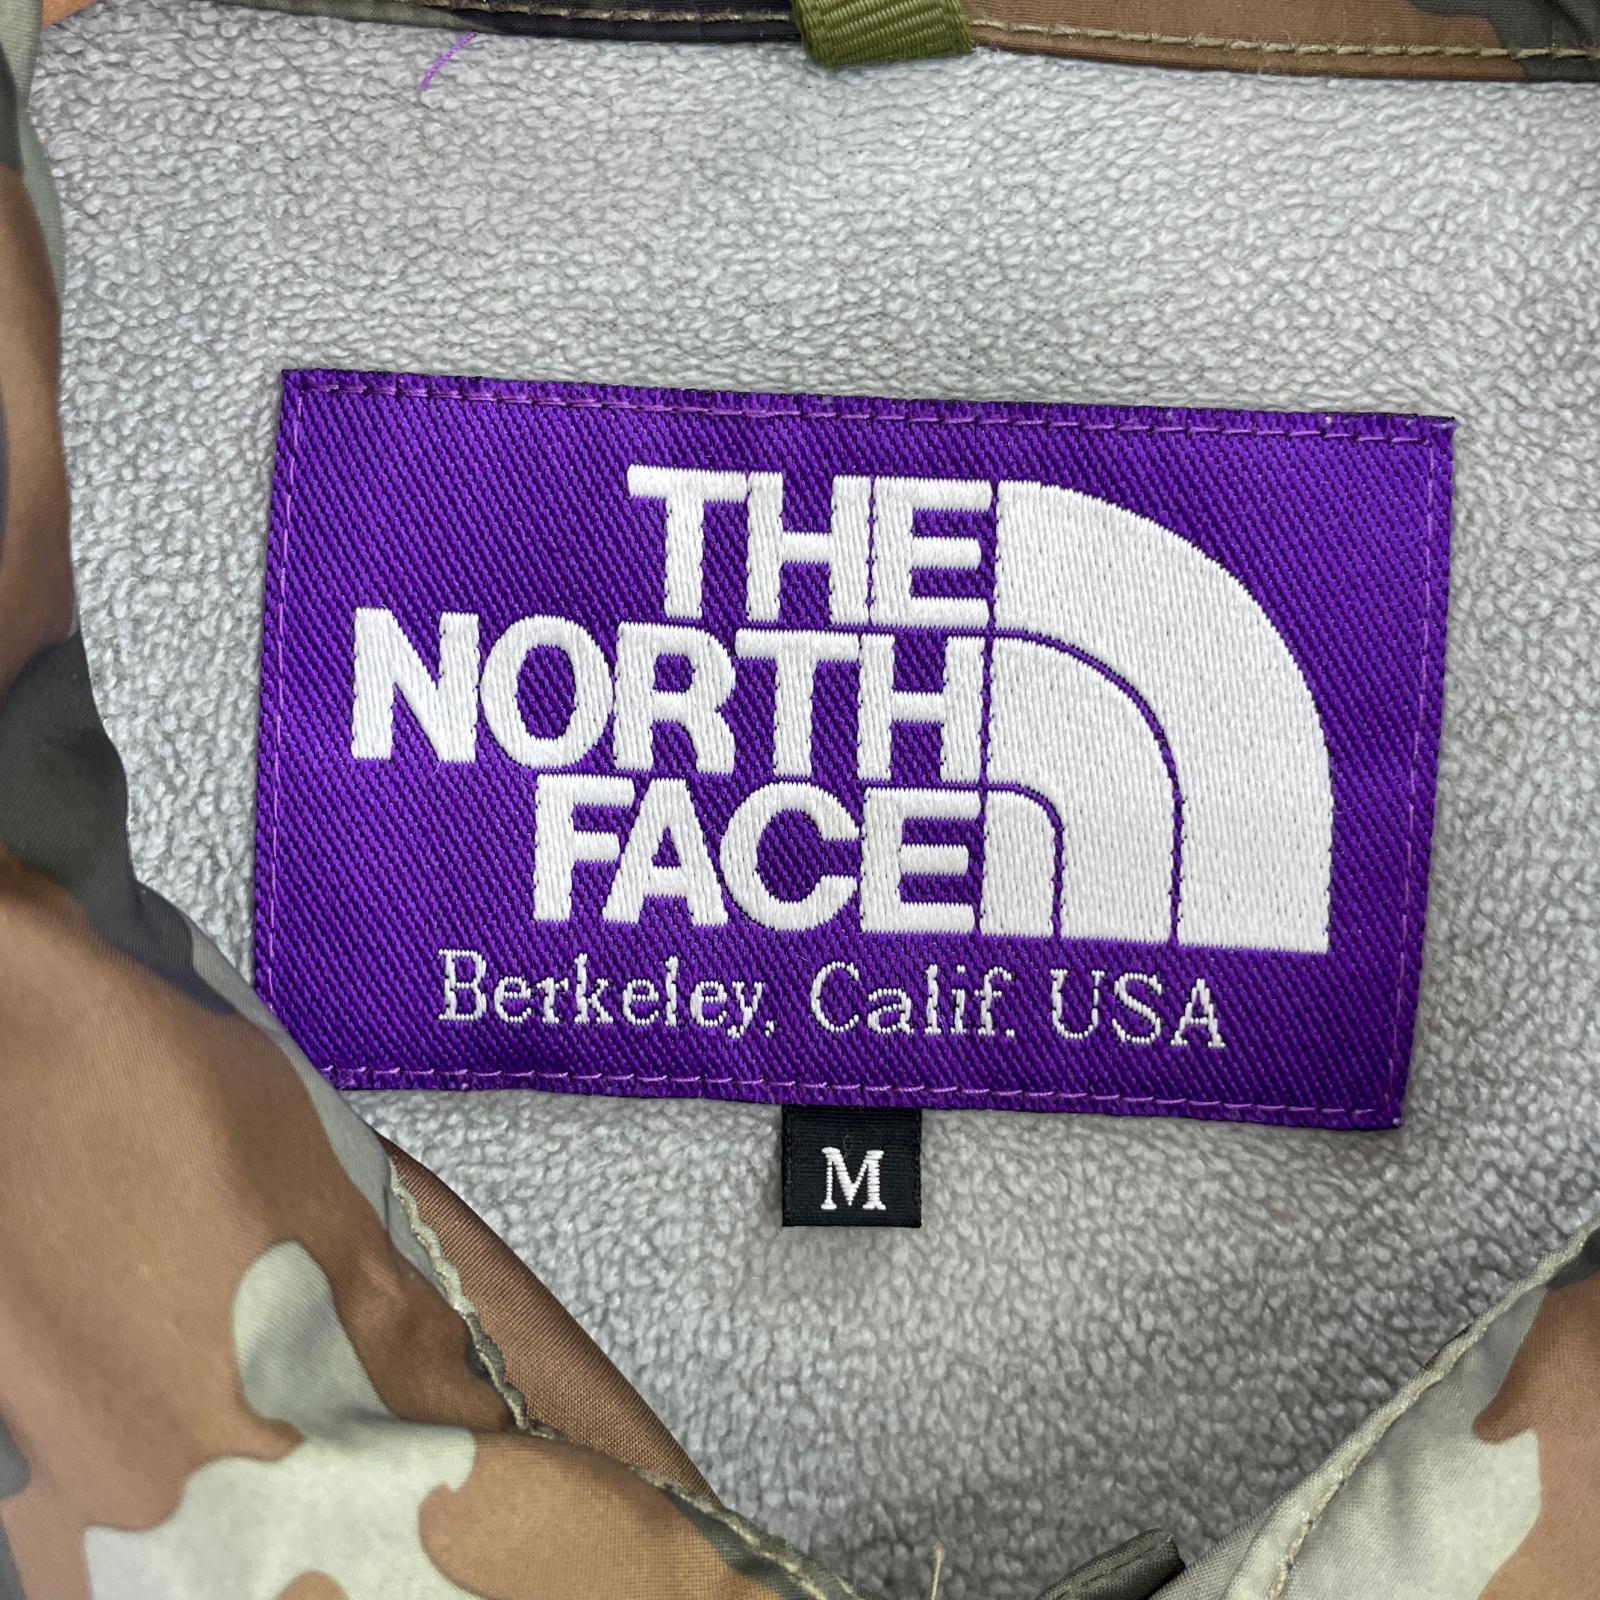 THE
NORTH
FACE
Berkeley, Calif. USA
M